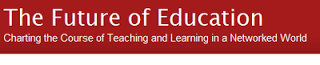 The Future of Education
Charting the Course of Teaching and Learning in a Networked World